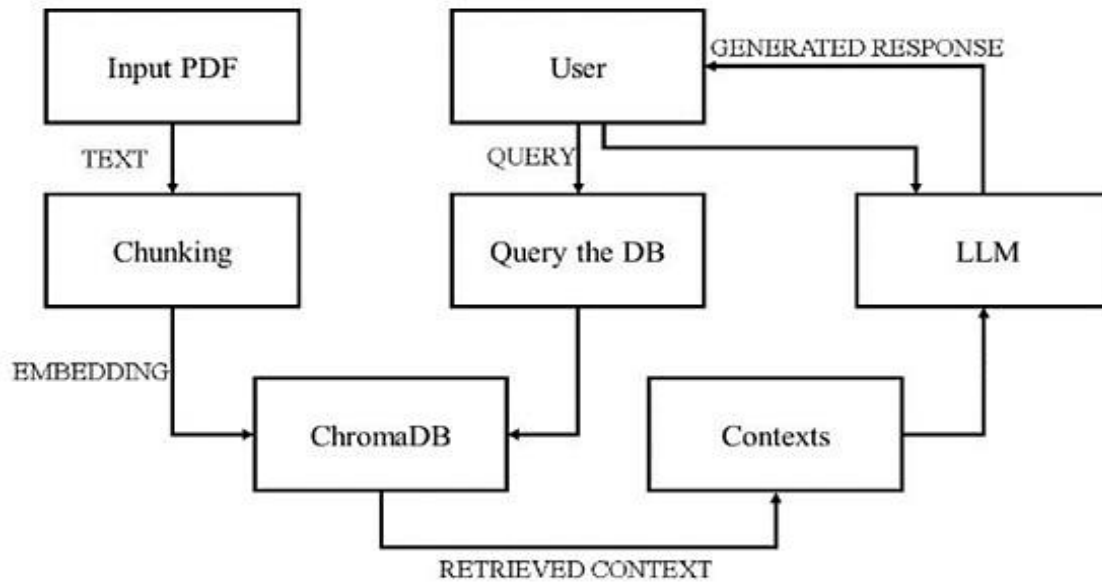 Input PDF
User
GENERATED RESPONSE
TEXT
QUERY
Chunking
Query the DB
LLM
EMBEDDING
ChromaDB
Contexts
RETRIEVED CONTEXT